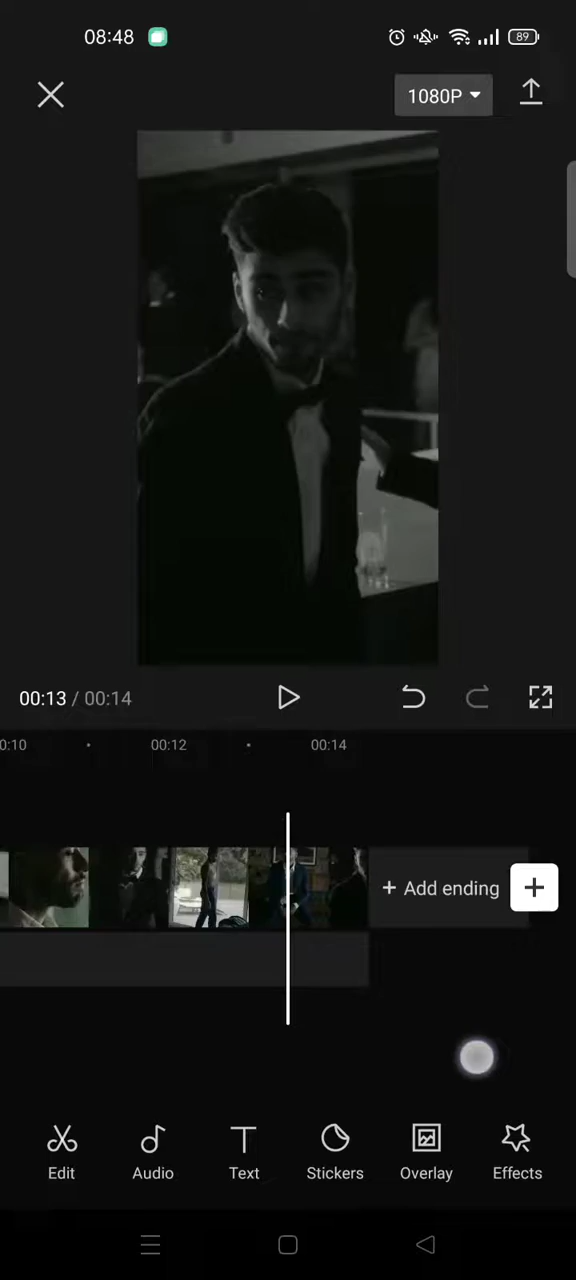 08:48
89
1080P
00:13 / 00:14
0:10
00:12
00:14
+ Add ending
Edit
Audio
Text
Stickers
Overlay
Effects